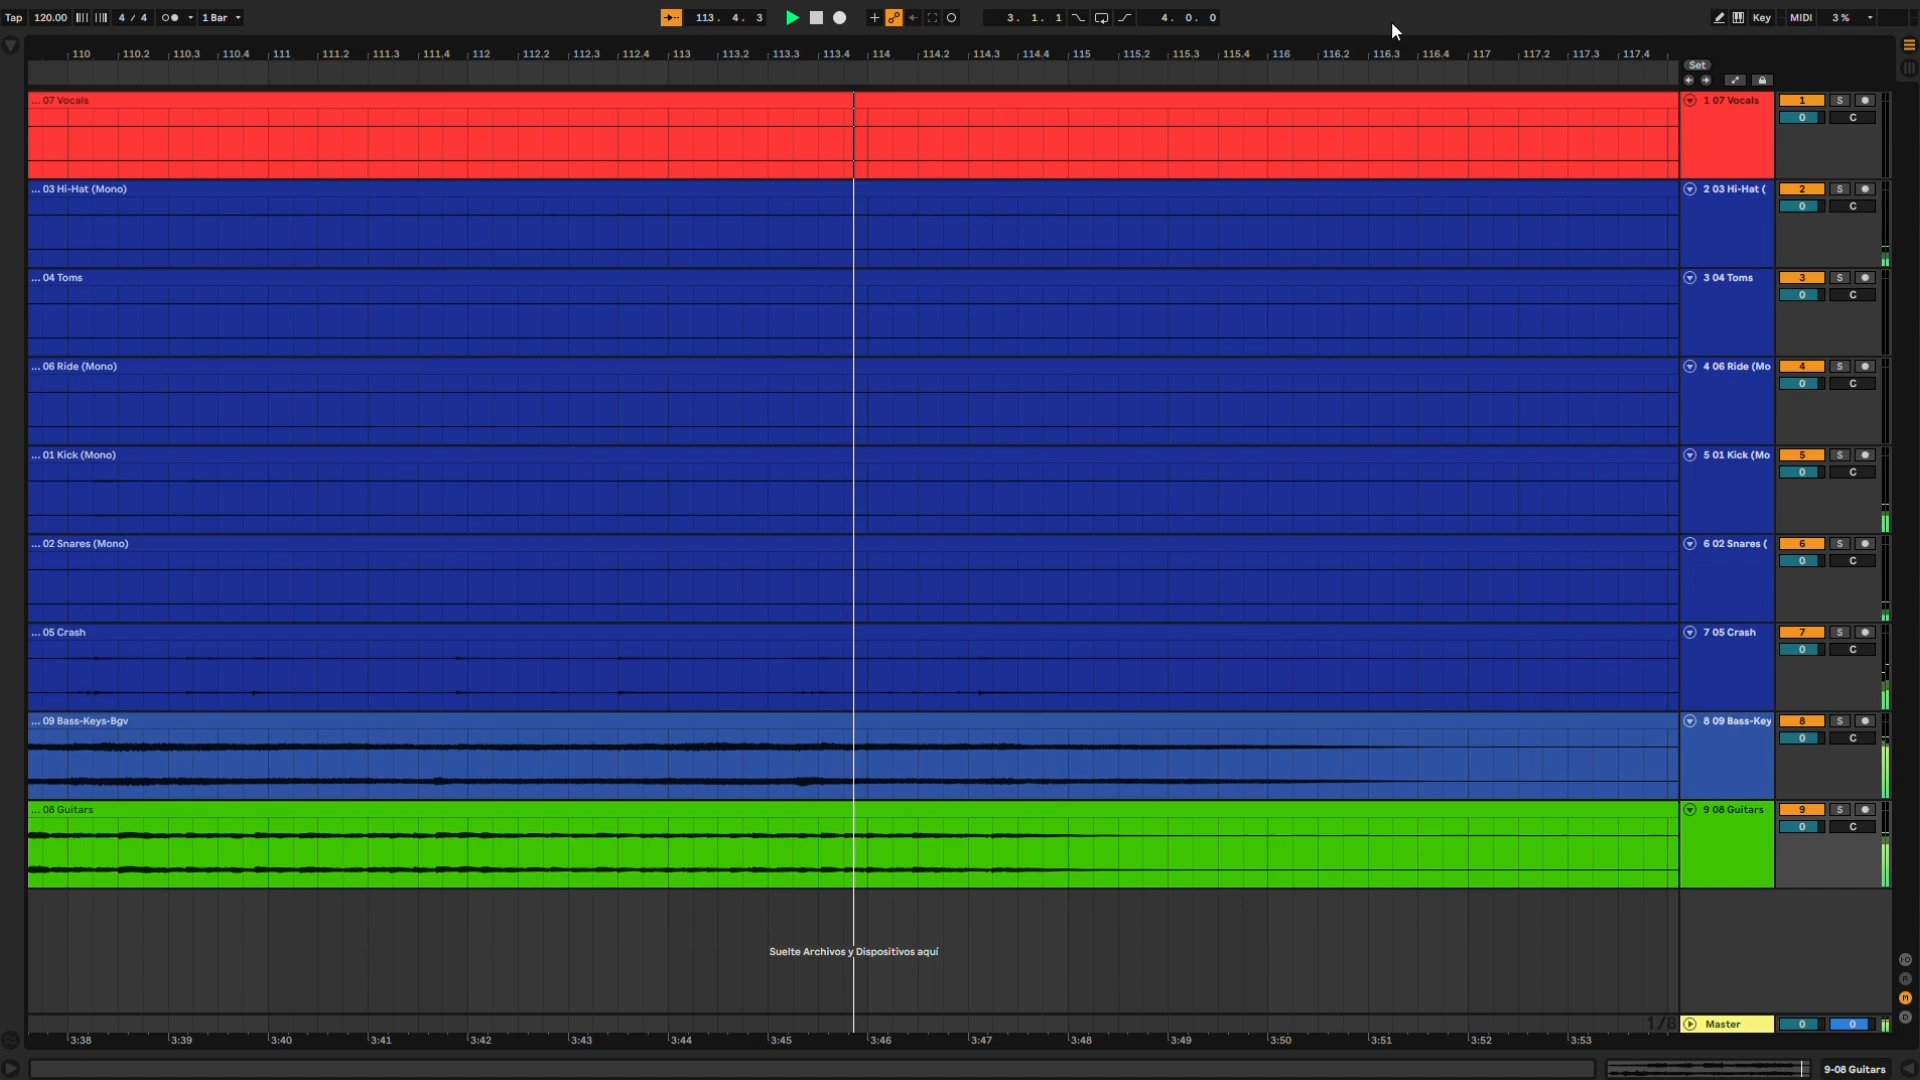 Tap 120.00 4 / 4 1 Bar 113. 4. 3 3. 1. 1 4. 0. 0 Key MIDI 3 %
110 110.2 110.3 110.4 111 111.2 111.3 111.4 112 112.2 112.3 112.4 113 113.2 113.3 113.4 114 114.2 114.3 114.4 115 115.2 115.3 115.4 116 116.2 116.3 116.4 117 117.2 117.3 117.4
Set
... 07 Vocals 1 07 Vocals 1 S
0 C
... 03 Hi-Hat (Mono) 2 03 Hi-Hat ( 2 S
0 C
... 04 Toms 3 04 Toms 3 S
0 C
... 06 Ride (Mono) 4 06 Ride (Mo 4 S
0 C
... 01 Kick (Mono) 5 01 Kick (Mo 5 S
0 C
... 02 Snares (Mono) 6 02 Snares ( 6 S
0 C
... 05 Crash 7 05 Crash 7 S
0 C
... 09 Bass-Keys-Bgv 8 09 Bass-Key 8 S
0 C
... 08 Guitars 9 08 Guitars 9 S
0 C
Suelte Archivos y Dispositivos aquí
1/8 Master 0 0
3:38 3:39 3:40 3:41 3:42 3:43 3:44 3:45 3:46 3:47 3:48 3:49 3:50 3:51 3:52 3:53
9-08 Guitars